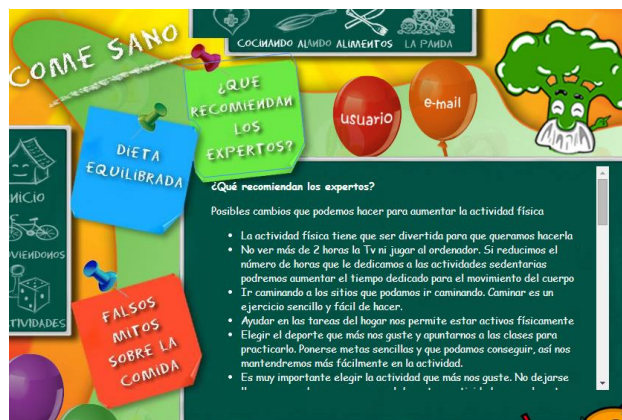 COME SANO
COCINANDO ALANDO ALIMENTOS LA PANDA
¿QUE
RECOMIENDAN
LOS
EXPERTOS?
usuario
e-mail
DIETA
EQUILIBRADA
NICIO
VIENDONOS
TIVIDADES
FALSOS
MITOS
SOBRE LA
COMIDA
¿Qué recomiendan los expertos?
Posibles cambios que podemos hacer para aumentar la actividad física
• La actividad física tiene que ser divertida para que queramos hacerla
• No ver más de 2 horas la Tv ni jugar al ordenador. Si reducimos el
número de horas que le dedicamos a las actividades sedentarias
podremos aumentar el tiempo dedicado para el movimiento del cuerpo
• Ir caminando a los sitios que podamos ir caminando. Caminar es un
ejercicio sencillo y fácil de hacer.
• Ayudar en las tareas del hogar nos permite estar activos físicamente
• Elegir el deporte que más nos guste y apuntarnos a las clases para
practicarlo. Ponerse metas sencillas y que podamos conseguir, así nos
mantendremos más fácilmente en la actividad.
• Es muy importante elegir la actividad que más nos guste. No dejarse